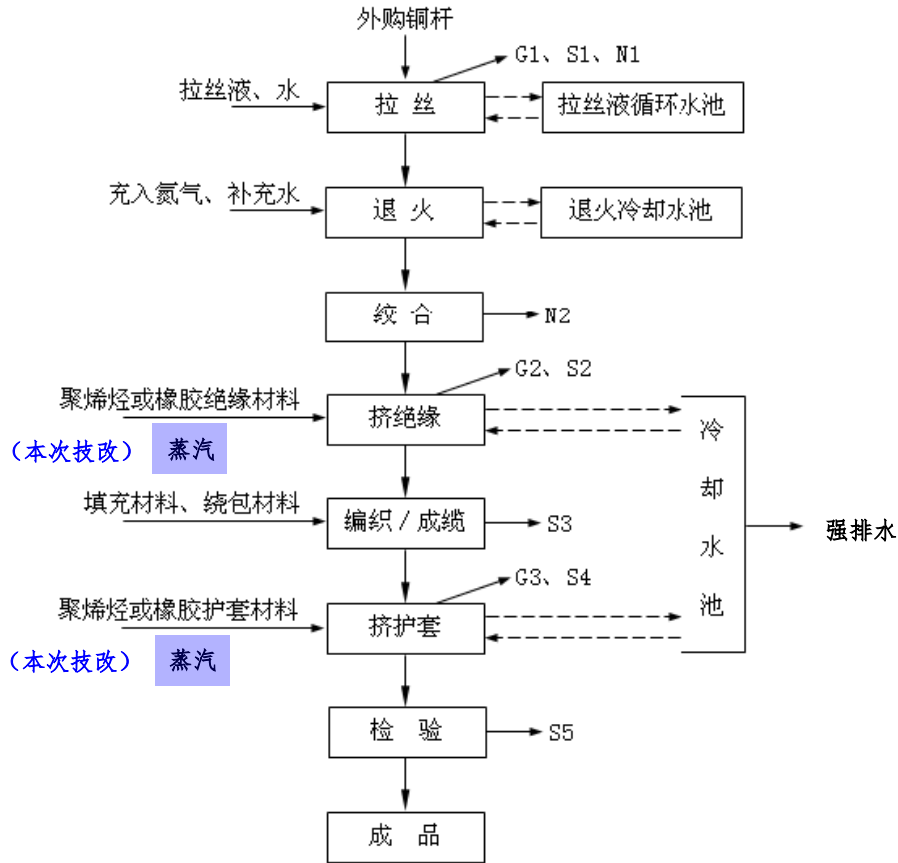 外购铜杆
G1、S1、N1
拉丝液、水
拉 丝
拉丝液循环水池
充入氮气、补充水
退 火
退火冷却水池
绞 合
N2
G2、S2
聚烯烃或橡胶绝缘材料
挤绝缘
（本次技改） 蒸汽
填充材料、绕包材料
编织/成缆
S3
冷却水池
强排水
G3、S4
聚烯烃或橡胶护套材料
挤护套
（本次技改） 蒸汽
检 验
S5
成 品